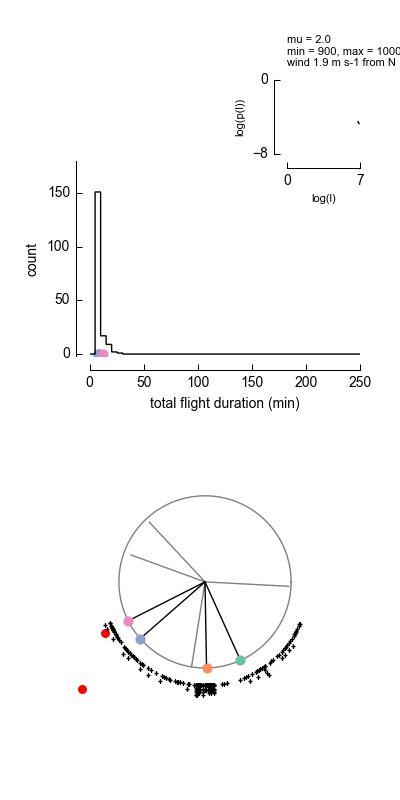 mu = 2.0
min = 900, max = 1000
wind 1.9 m s-1 from N
0
log(p(l))
−8
0
7
log(l)
150
100
50
0
count
0
50
100
150
200
250
total flight duration (min)